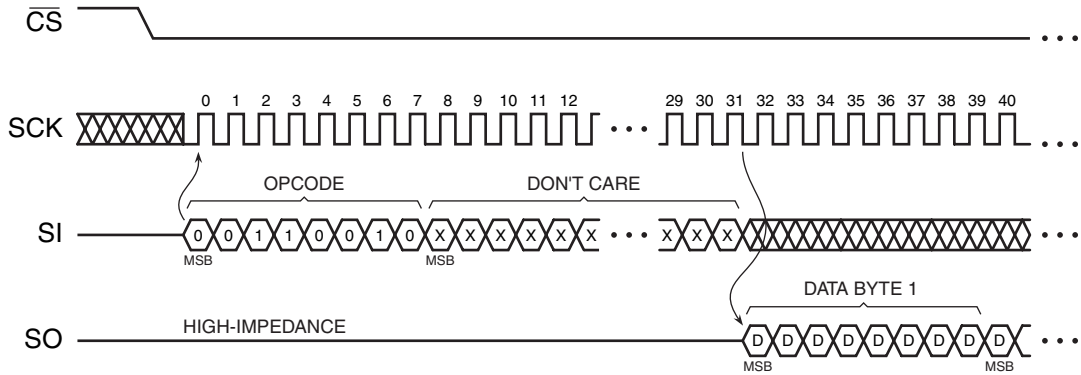 CS
0 1 2 3 4 5 6 7 8 9 10 11 12 29 30 31 32 33 34 35 36 37 38 39 40
SCK
OPCODE DON'T CARE
SI 0 0 1 1 0 0 1 0 X X X X X X X X X
MSB MSB
DATA BYTE 1
HIGH-IMPEDANCE
SO D D D D D D D D D
MSB MSB